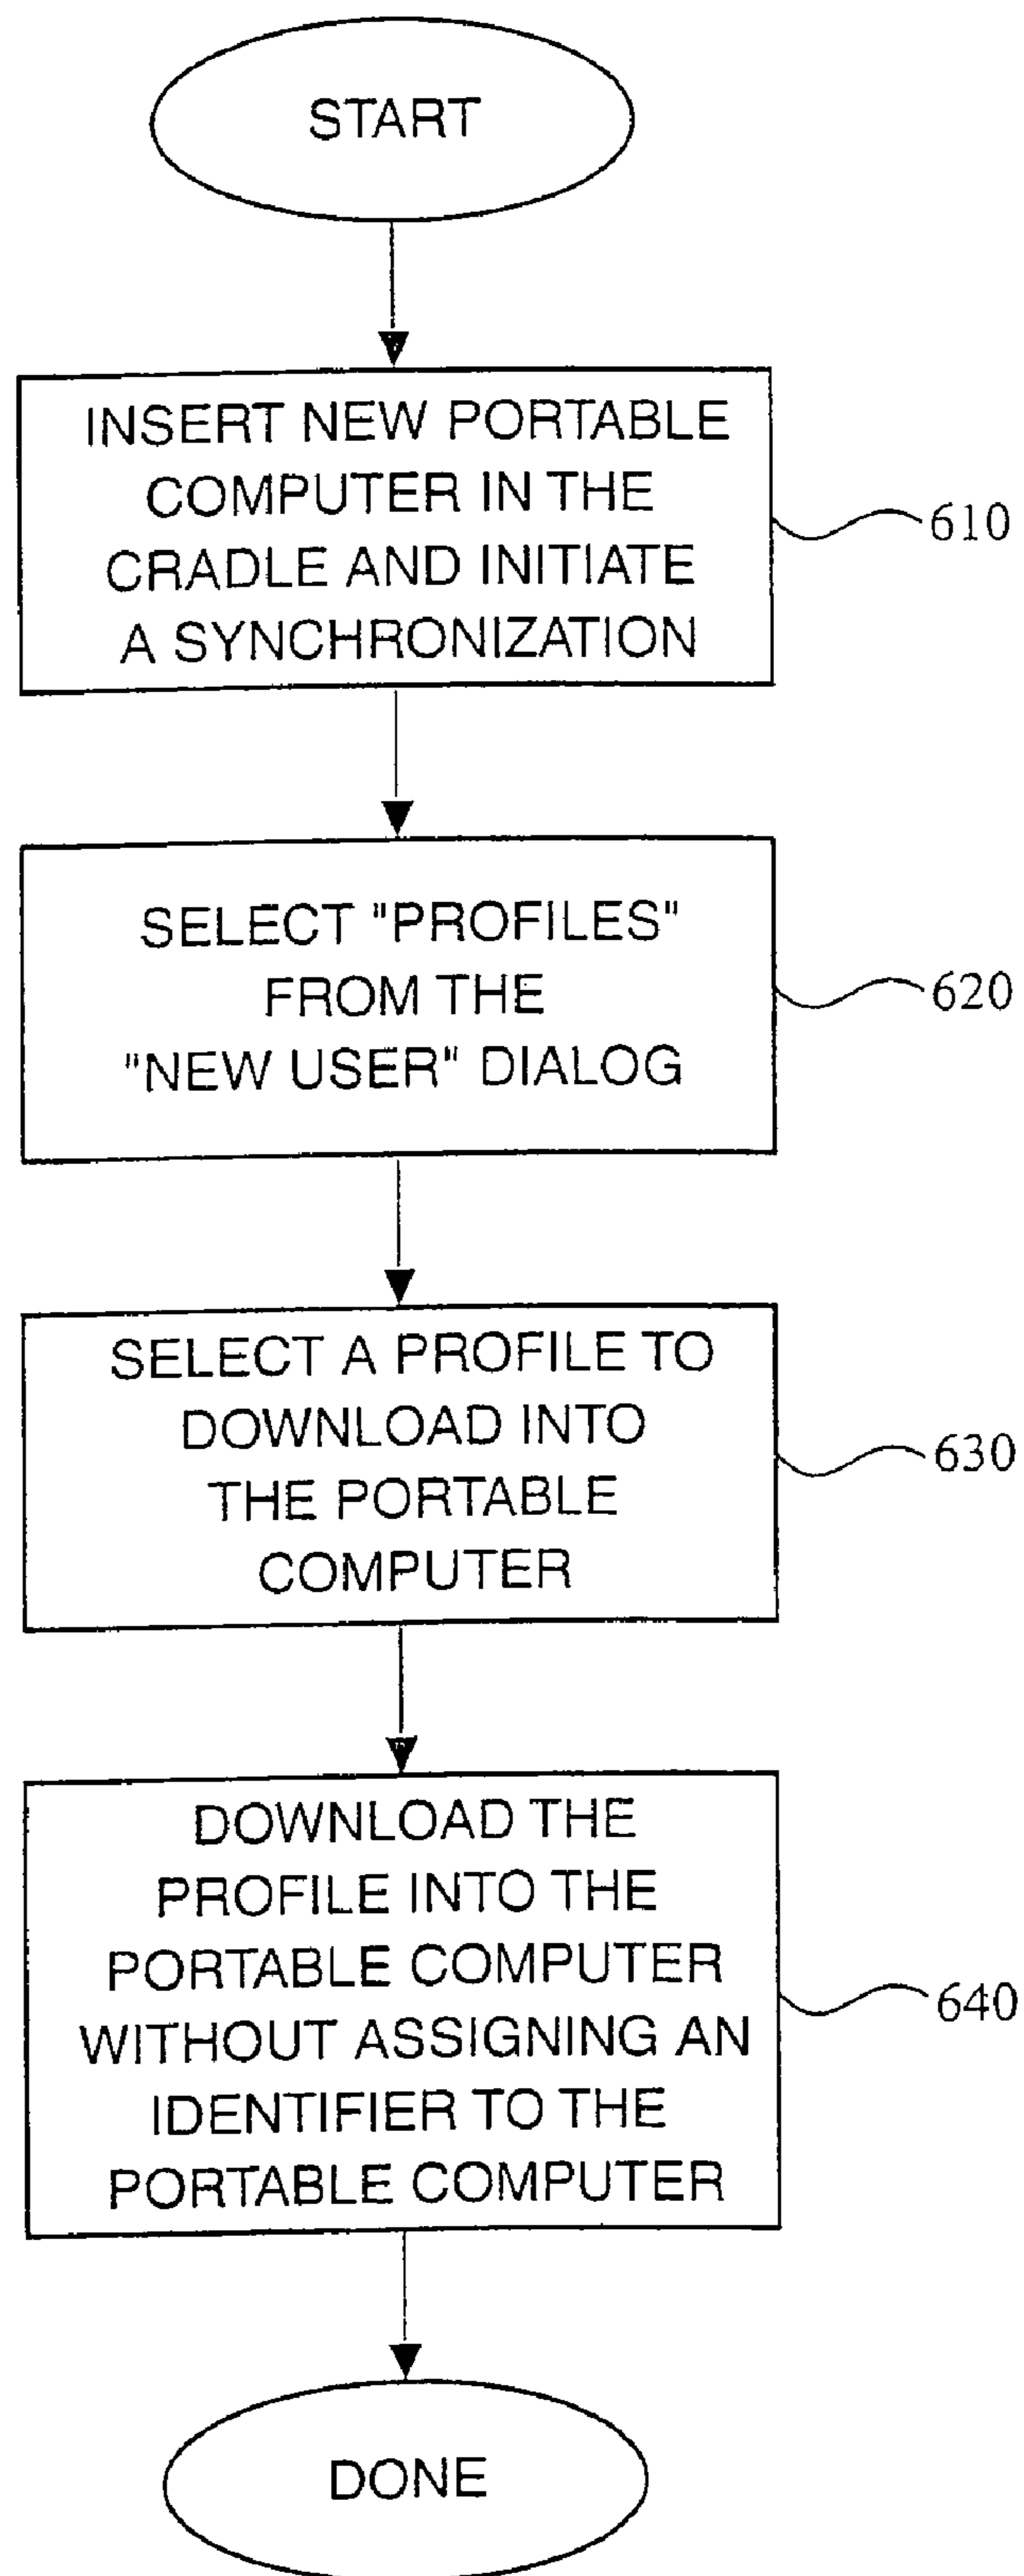 START
INSERT NEW PORTABLE
COMPUTER IN THE
CRADLE AND INITIATE
A SYNCHRONIZATION
610
SELECT "PROFILES"
FROM THE
"NEW USER" DIALOG
620
SELECT A PROFILE TO
DOWNLOAD INTO
THE PORTABLE
COMPUTER
630
DOWNLOAD THE
PROFILE INTO THE
PORTABLE COMPUTER
WITHOUT ASSIGNING AN
IDENTIFIER TO THE
PORTABLE COMPUTER
640
DONE